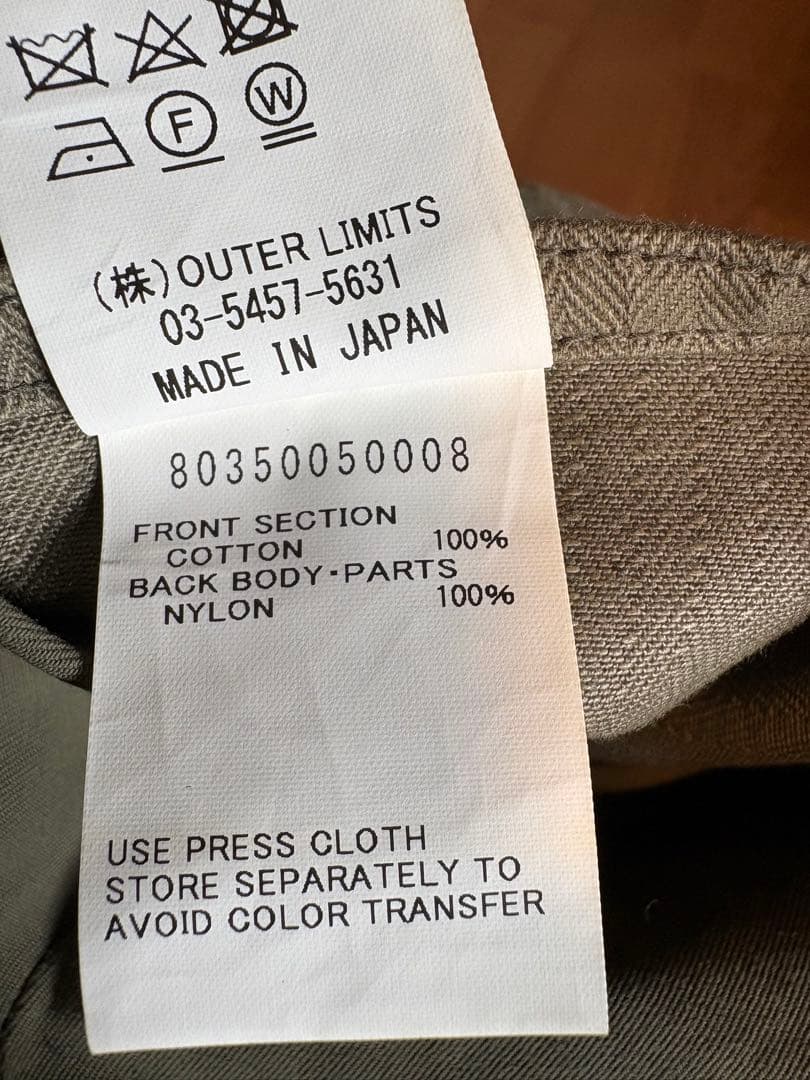 F W
(株)OUTER LIMITS
03-5457-5631
MADE IN JAPAN
80350050008
FRONT SECTION
COTTON 100%
BACK BODY・PARTS
NYLON 100%
USE PRESS CLOTH
STORE SEPARATELY TO
AVOID COLOR TRANSFER